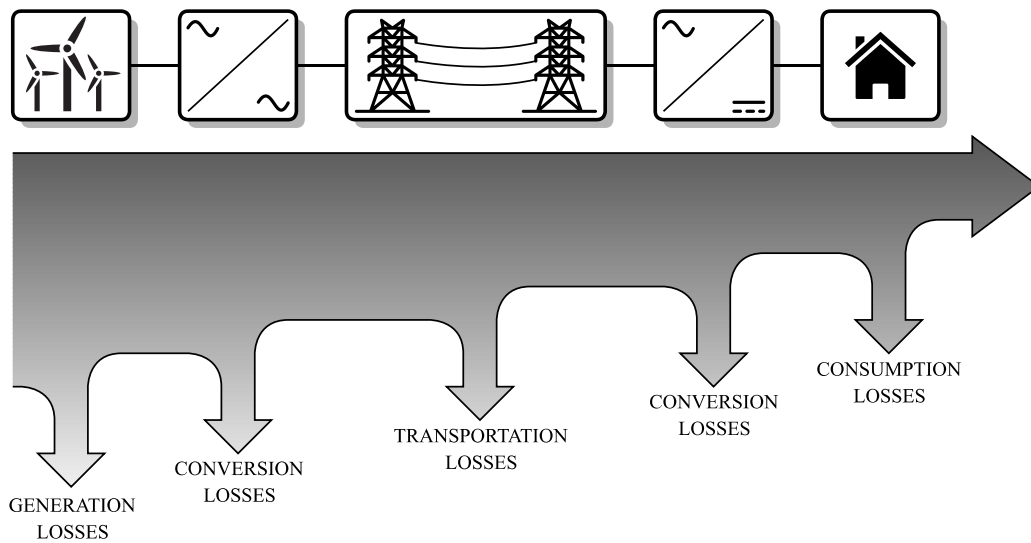 GENERATION
LOSSES
CONVERSION
LOSSES
TRANSPORTATION
LOSSES
CONVERSION
LOSSES
CONSUMPTION
LOSSES